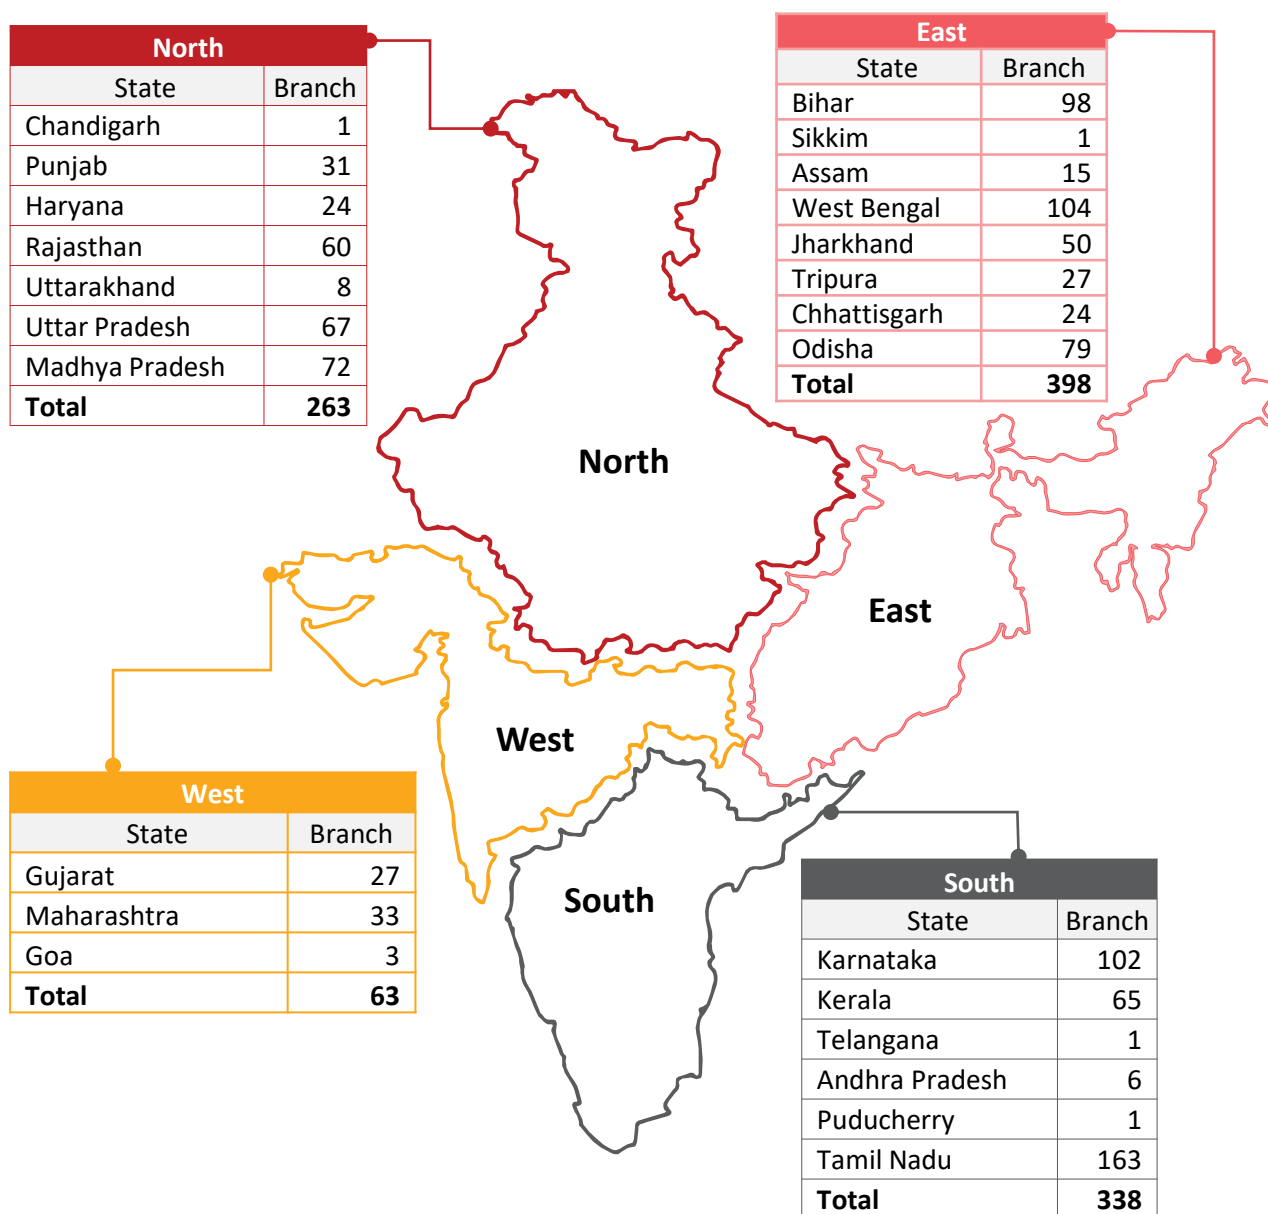 North
State Branch
Chandigarh 1
Punjab 31
Haryana 24
Rajasthan 60
Uttarakhand 8
Uttar Pradesh 67
Madhya Pradesh 72
Total 263
East
State Branch
Bihar 98
Sikkim 1
Assam 15
West Bengal 104
Jharkhand 50
Tripura 27
Chhattisgarh 24
Odisha 79
Total 398
North
East
West
South
West
State Branch
Gujarat 27
Maharashtra 33
Goa 3
Total 63
South
State Branch
Karnataka 102
Kerala 65
Telangana 1
Andhra Pradesh 6
Puducherry 1
Tamil Nadu 163
Total 338